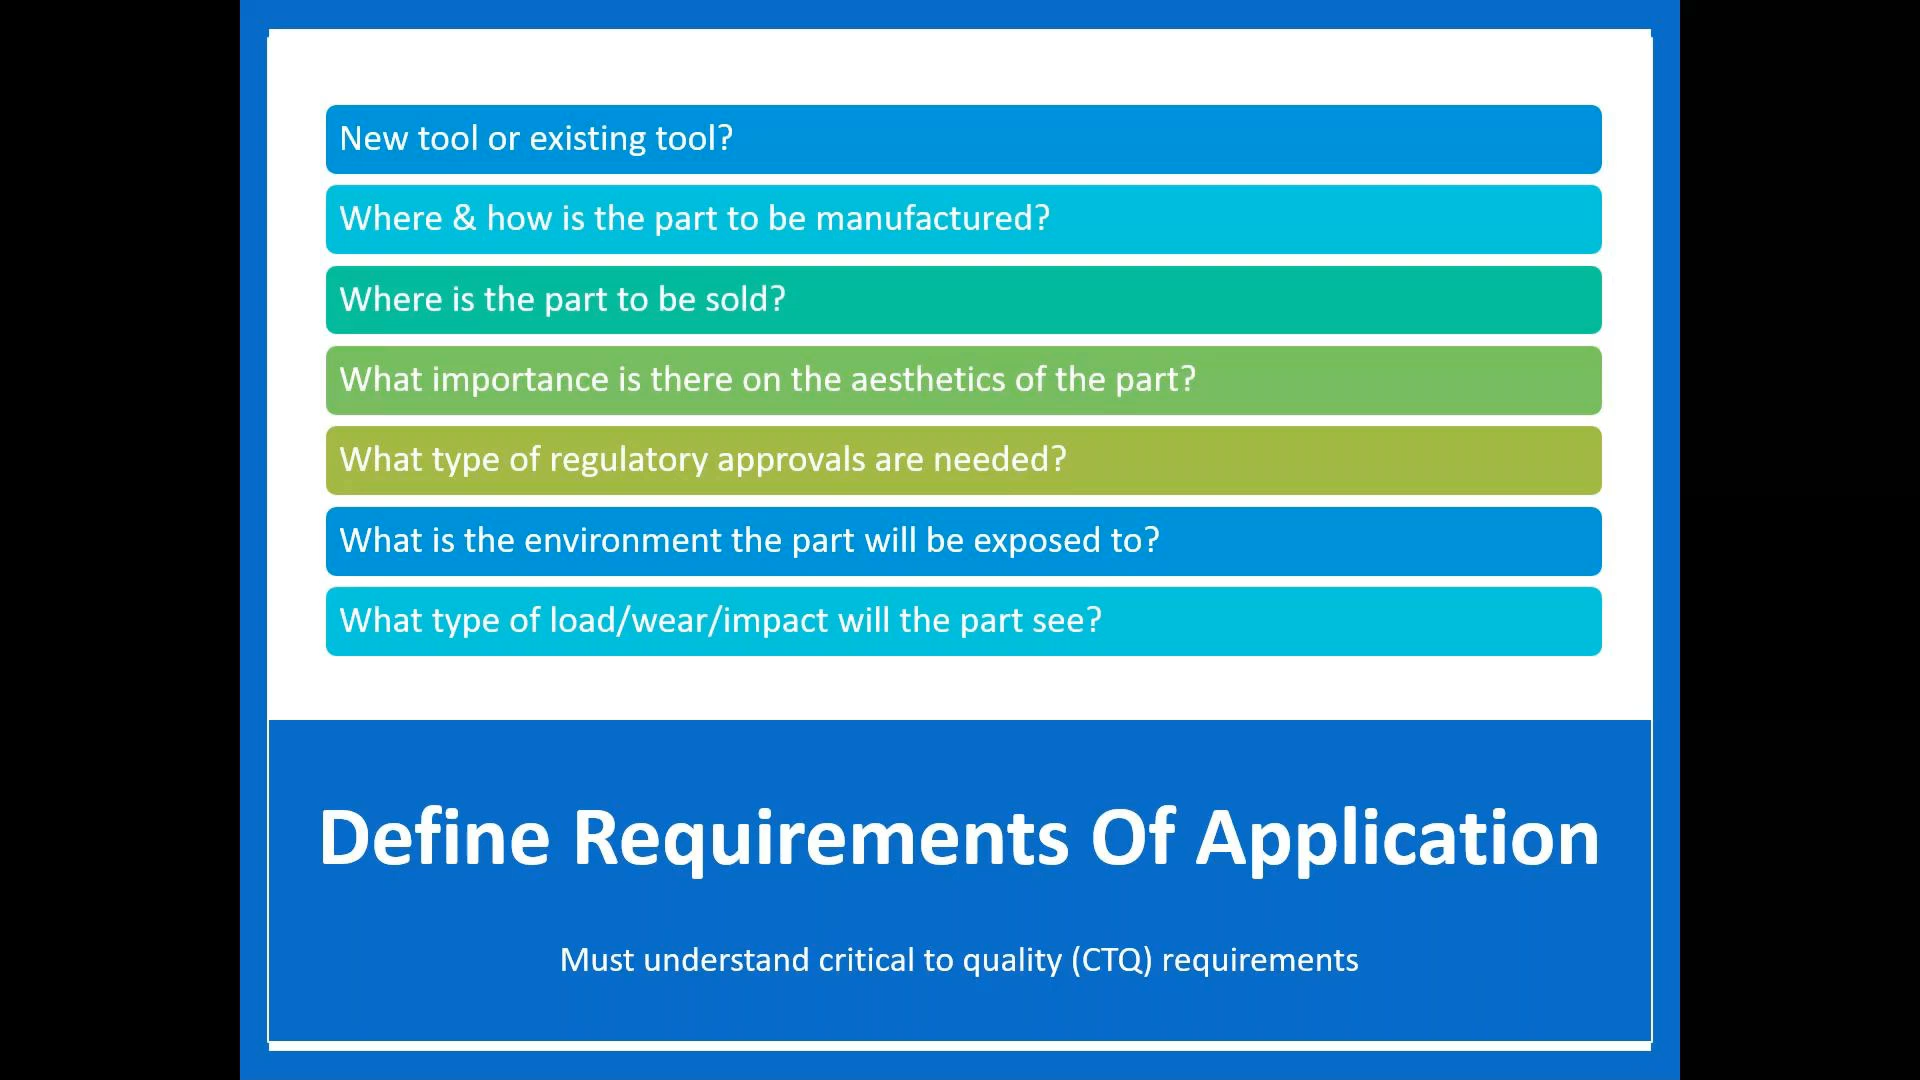 New tool or existing tool?
Where & how is the part to be manufactured?
Where is the part to be sold?
What importance is there on the aesthetics of the part?
What type of regulatory approvals are needed?
What is the environment the part will be exposed to?
What type of load/wear/impact will the part see?
Define Requirements Of Application
Must understand critical to quality (CTQ) requirements